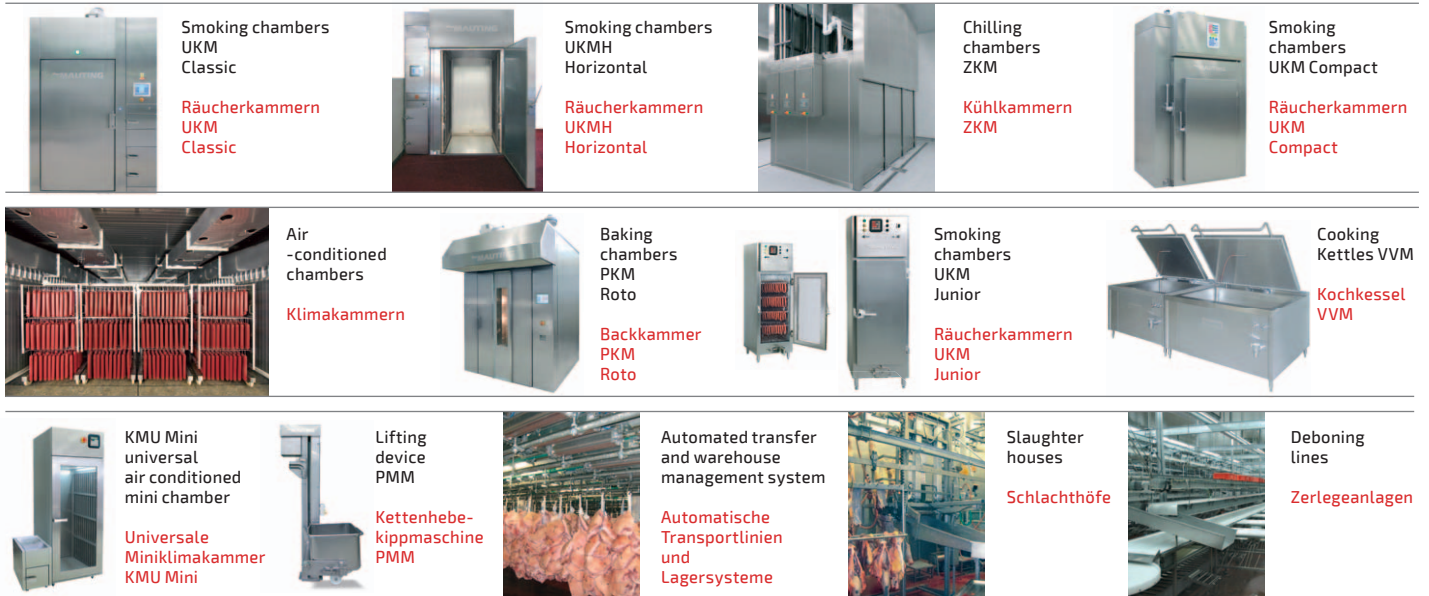 Smoking chambers
UKM
Classic
Räucherkammern
UKM
Classic
Smoking chambers
UKMH
Horizontal
Räucherkammern
UKMH
Horizontal
Chilling
chambers
ZKM
Kühlkammern
ZKM
Smoking
chambers
UKM Compact
Räucherkammern
UKM
Compact
Air
-conditioned
chambers
Klimakammern
Baking
chambers
PKM
Roto
Backkammer
PKM
Roto
Smoking
chambers
UKM
Junior
Räucherkammern
UKM
Junior
Cooking
Kettles VVM
Kochkessel
VVM
KMU Mini
universal
air conditioned
mini chamber
Universale
Miniklimakammer
KMU Mini
Lifting
device
PMM
Kettenhebe-
kippmaschine
PMM
Automated transfer
and warehouse
management system
Automatische
Transportlinien
und
Lagersysteme
Slaughter
houses
Schlachthöfe
Deboning
lines
Zerlegeanlagen